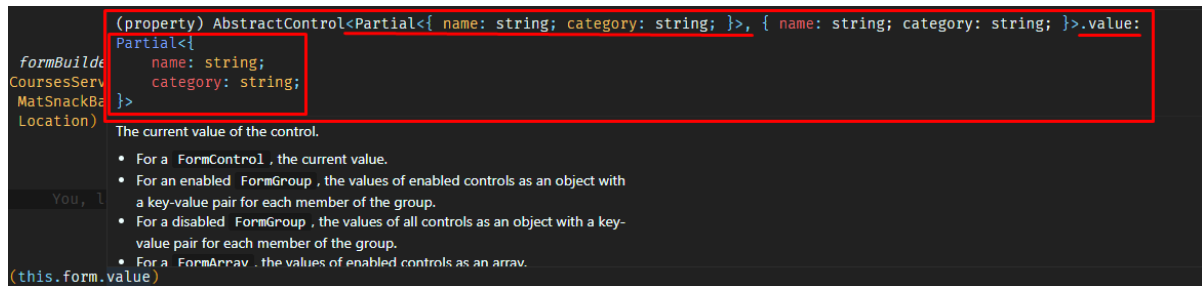 (property) AbstractControl<Partial<{ name: string; category: string; }>, { name: string; category: string; }>.value:
Partial<{
formBuilde name: string;
CoursesServ category: string;
MatSnackBa }>
Location) The current value of the control.
• For a FormControl , the current value.
• For an enabled FormGroup , the values of enabled controls as an object with
You, l a key-value pair for each member of the group.
• For a disabled FormGroup , the values of all controls as an object with a key-
value pair for each member of the group.
• For a FormArray , the values of enabled controls as an array.
(this.form.value)